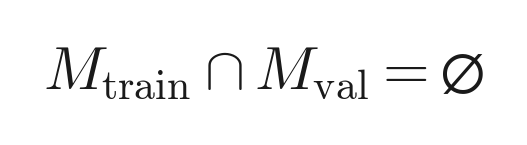 M_train ∩ M_val = ∅